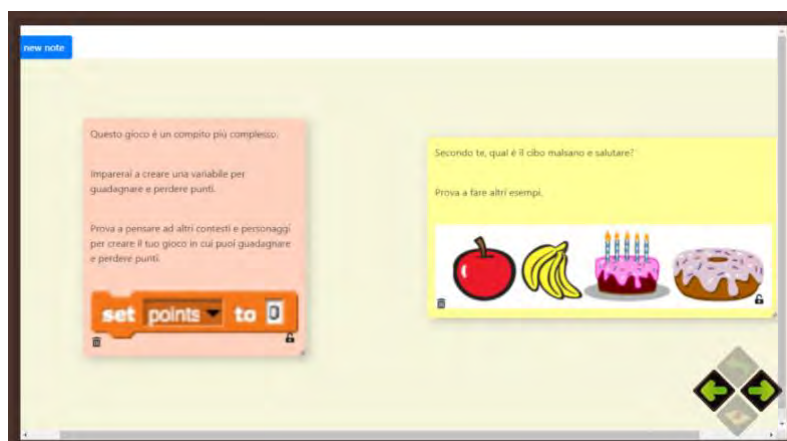 new note
Questo gioco é un compito più complesso.
Imparerai a creare una variabile per
guadagnare e perdere punti.
Prova a pensare ad altri contesti e personaggi
per creare il tuo gioco in cui puoi guadagnare
e perdere punti.
set points to 0
Secondo te, qual é il cibo malsano e salutare?
Prova a fare altri esempi.